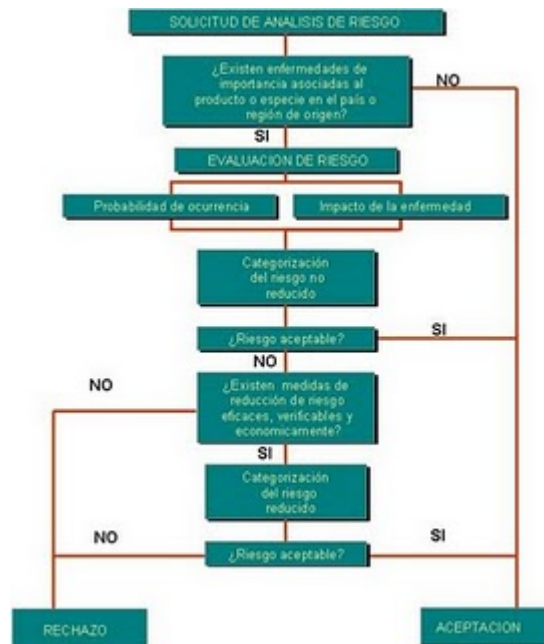 SOLICITUD DE ANALISIS DE RIESGO
¿Existen enfermedades de
importancia asociadas al
producto o especie en el país o
región de origen?
NO
SI
EVALUACION DE RIESGO
Probabilidad de ocurrencia
Impacto de la enfermedad
Categorización
del riesgo no
reducido
¿Riesgo aceptable?
SI
NO
NO
¿Existen medidas de
reducción de riesgo
eficaces, verificables y
economicamente?
SI
Categorización
del riesgo
reducido
NO
¿Riesgo aceptable?
SI
RECHAZO
ACEPTACION